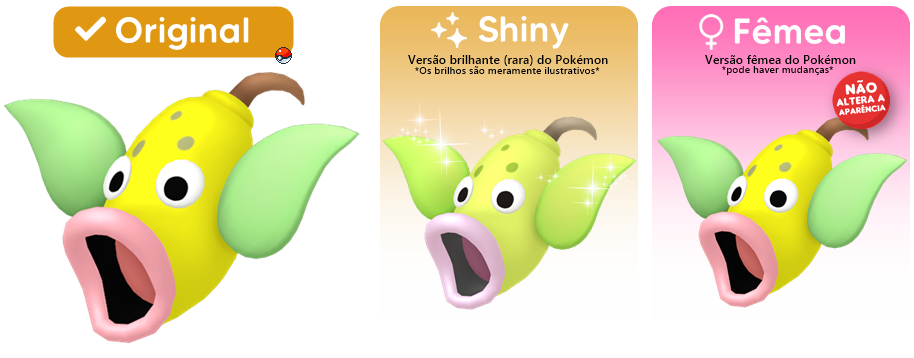 Original
Shiny
Versão brilhante (rara) do Pokémon
*Os brilhos são meramente ilustrativos*
Fêmea
Versão fêmea do Pokémon
*pode haver mudanças*
NÃO
ALTERA A
APARÊNCIA